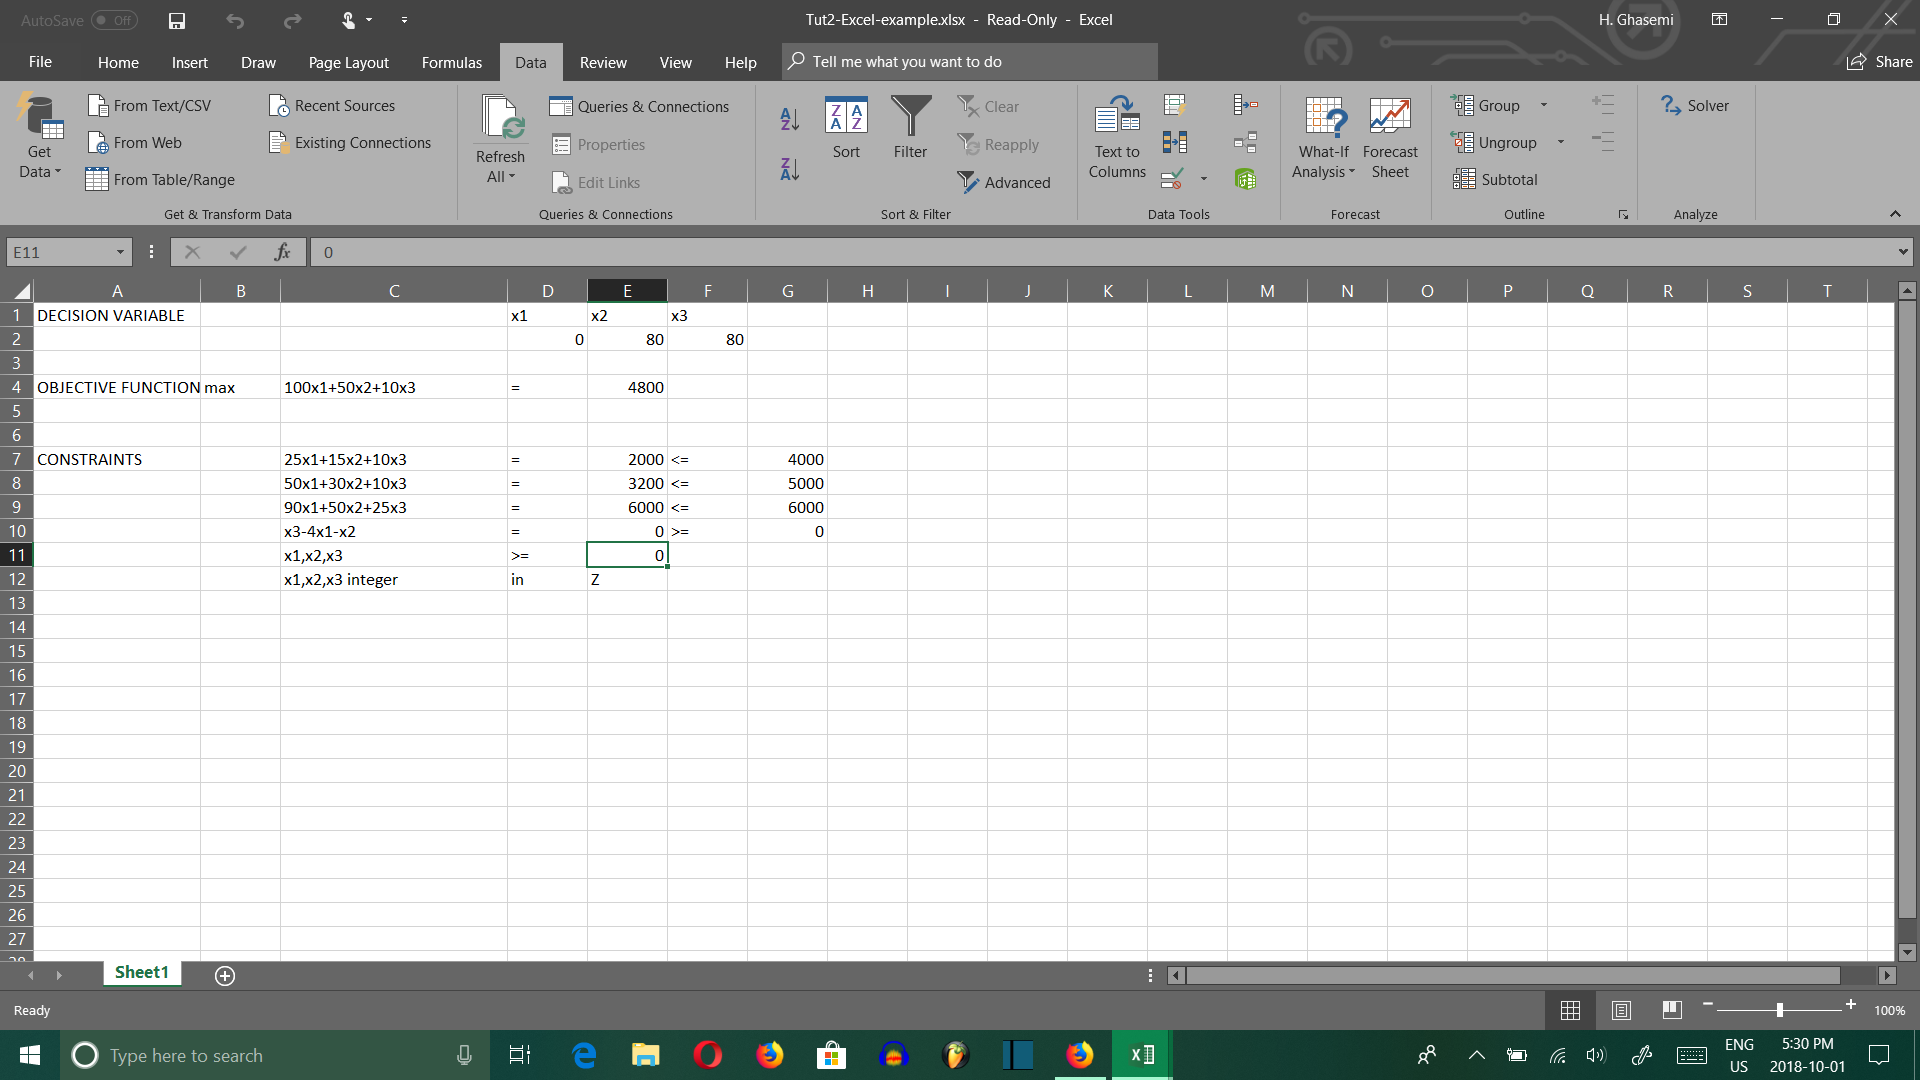 AutoSave Off
Tut2-Excel-example.xlsx - Read-Only - Excel
H. Ghasemi
File Home Insert Draw Page Layout Formulas Data Review View Help Tell me what you want to do Share
Get Data
From Text/CSV
From Web
From Table/Range
Recent Sources
Existing Connections
Get & Transform Data
Refresh All
Queries & Connections
Properties
Edit Links
Queries & Connections
Sort
Filter
Clear
Reapply
Advanced
Sort & Filter
Text to Columns
Data Tools
What-If Analysis
Forecast Sheet
Forecast
Group
Ungroup
Subtotal
Outline
Solver
Analyze
E11 fx 0
A B C D E F G H I J K L M N O P Q R S T
1 DECISION VARIABLE x1 x2 x3
2 0 80 80
3
4 OBJECTIVE FUNCTION max 100x1+50x2+10x3 = 4800
5
6
7 CONSTRAINTS 25x1+15x2+10x3 = 2000 <= 4000
8 50x1+30x2+10x3 = 3200 <= 5000
9 90x1+50x2+25x3 = 6000 <= 6000
10 x3-4x1-x2 = 0 >= 0
11 x1,x2,x3 >= 0
12 x1,x2,x3 integer in Z
13
14
15
16
17
18
19
20
21
22
23
24
25
26
27
28
Sheet1
Ready
100%
Type here to search
ENG
US
5:30 PM
2018-10-01